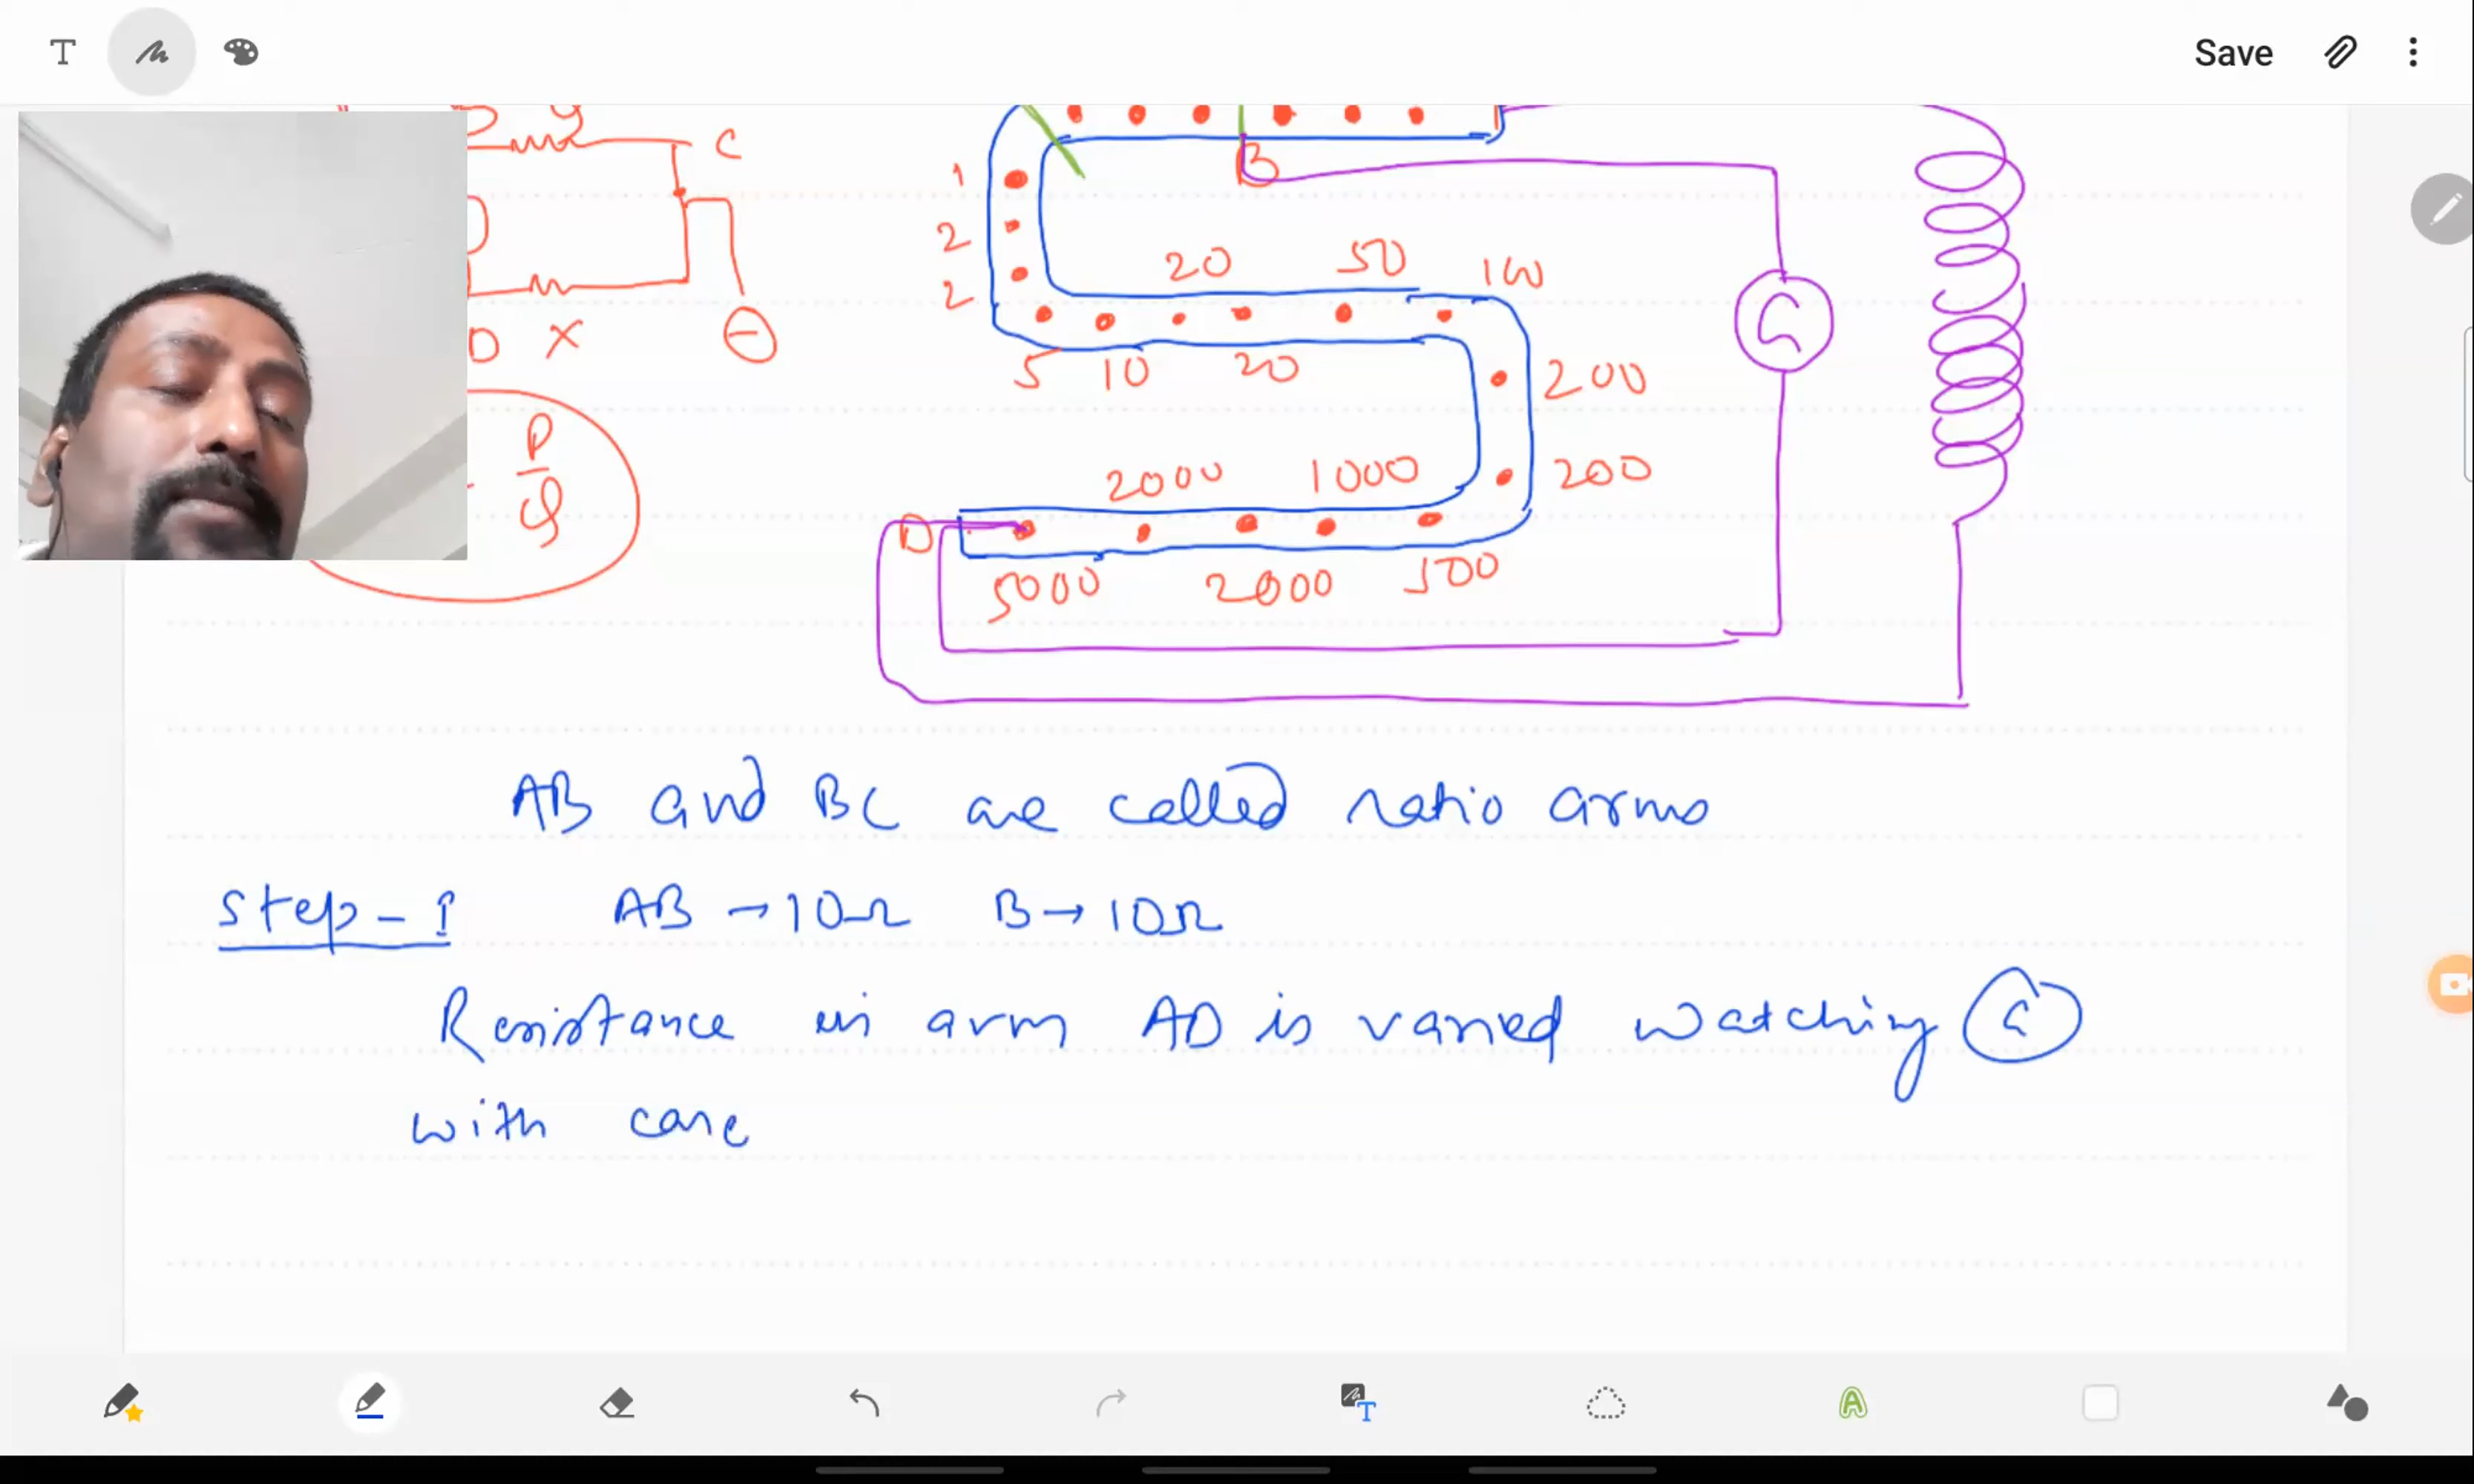 T Save
C
B
1
2
2
20 50 100
5 10 20
200
200
G
D X
P
Q
2000 1000
D
5000 2000 500
AB and BC are called ratio arms
Step-1 AB → 10Ω B → 10Ω
Resistance in arm AD is varied watching G
with care
T A